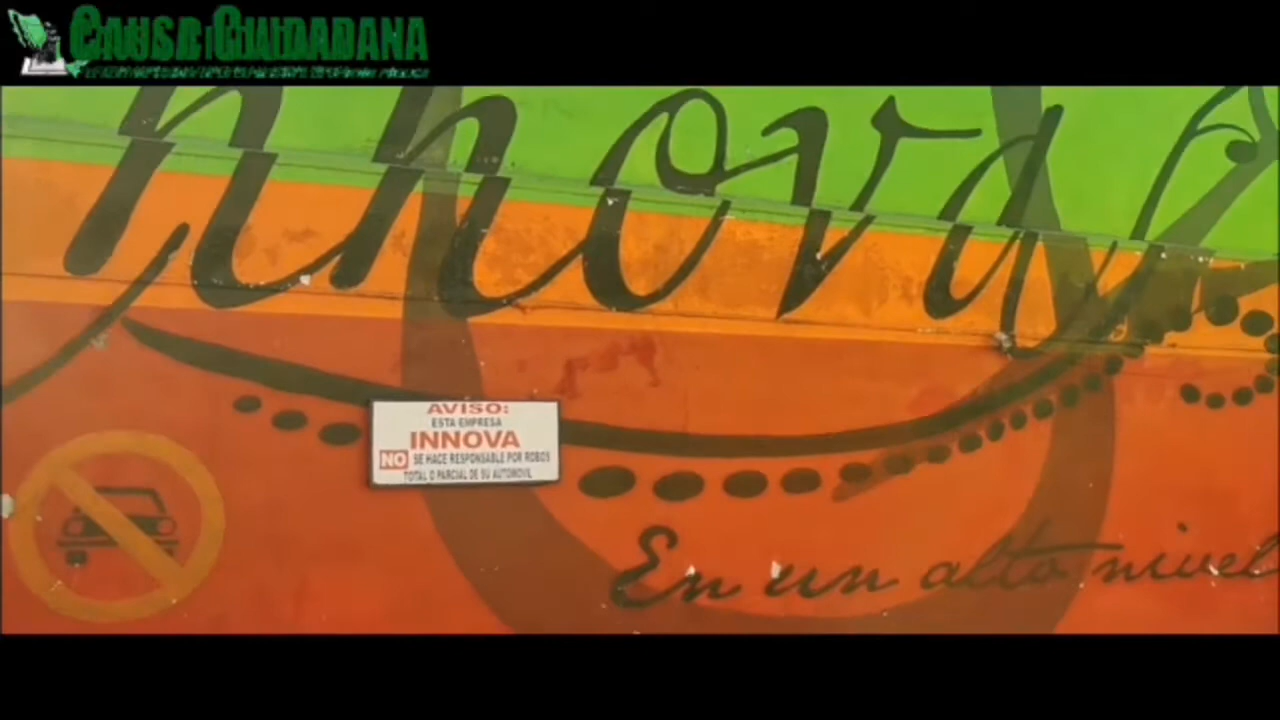 CAUSA CIUDADANA
nnova
AVISO:
ESTA EMPRESA
INNOVA
NO SE HACE RESPONSABLE POR ROBOS
TOTAL O PARCIAL DE SU AUTOMOVIL
En un alto nivel